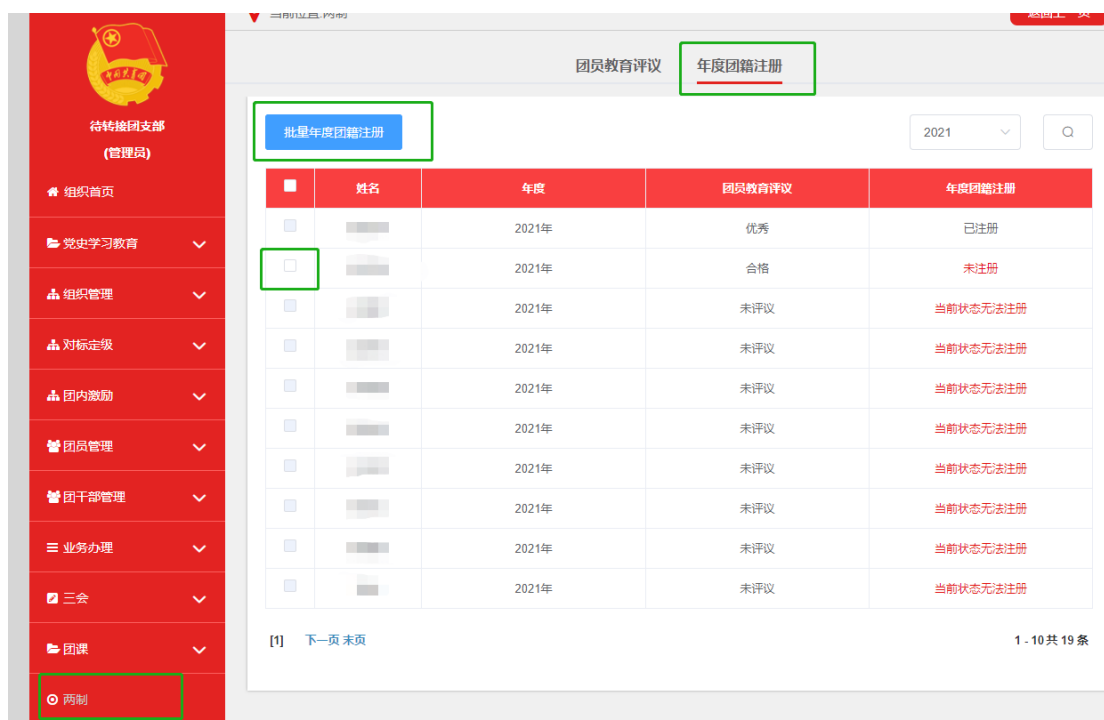 当前位置:两制
返回上一页
中国共青团
待转接团支部
(管理员)
组织首页
党史学习教育
组织管理
对标定级
团内激励
团员管理
团干部管理
业务办理
三会
团课
两制
团员教育评议 年度团籍注册
批量年度团籍注册 2021
姓名 年度 团员教育评议 年度团籍注册
2021年 优秀 已注册
2021年 合格 未注册
2021年 未评议 当前状态无法注册
2021年 未评议 当前状态无法注册
2021年 未评议 当前状态无法注册
2021年 未评议 当前状态无法注册
2021年 未评议 当前状态无法注册
2021年 未评议 当前状态无法注册
2021年 未评议 当前状态无法注册
2021年 未评议 当前状态无法注册
[1] 下一页 末页 1 - 10 共 19 条